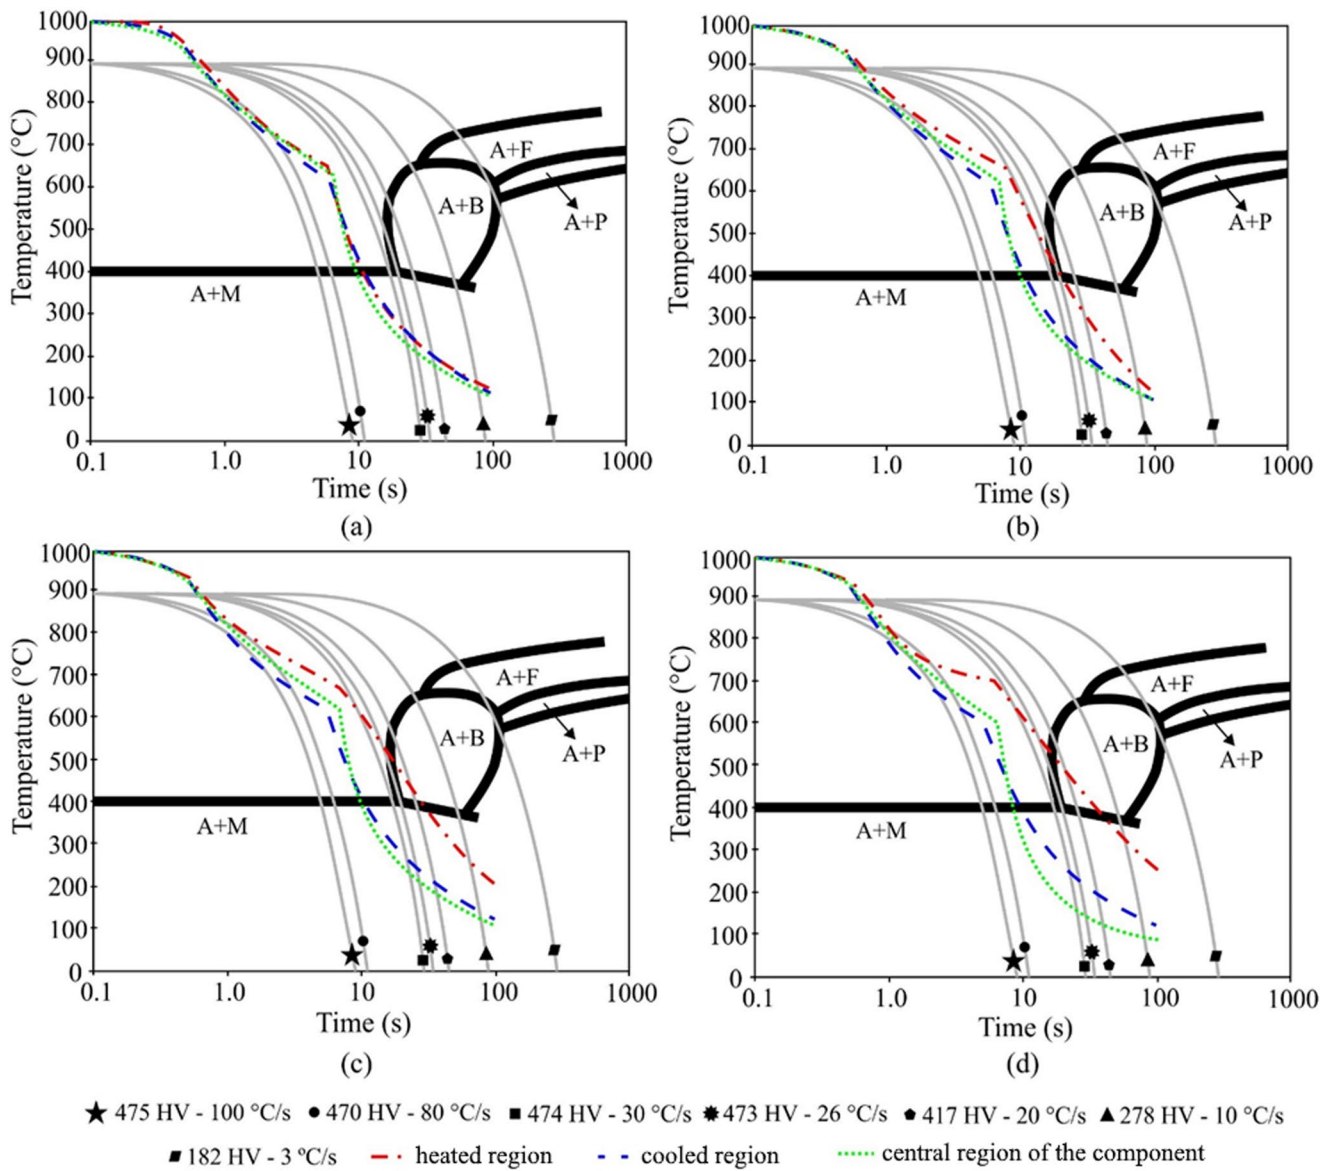 Temperature (°C)
1000
900
800
700
600
500
400
300
200
100
0
A+F
A+B
A+P
A+M
0.1
1.0
10
100
1000
Time (s)
(a)
Temperature (°C)
1000
900
800
700
600
500
400
300
200
100
0
A+F
A+B
A+P
A+M
0.1
1.0
10
100
1000
Time (s)
(b)
Temperature (°C)
1000
900
800
700
600
500
400
300
200
100
0
A+F
A+B
A+P
A+M
0.1
1.0
10
100
1000
Time (s)
(c)
Temperature (°C)
1000
900
800
700
600
500
400
300
200
100
0
A+F
A+B
A+P
A+M
0.1
1.0
10
100
1000
Time (s)
(d)
475 HV - 100 °C/s 470 HV - 80 °C/s 474 HV - 30 °C/s 473 HV - 26 °C/s 417 HV - 20 °C/s 278 HV - 10 °C/s
182 HV - 3 ºC/s heated region cooled region central region of the component